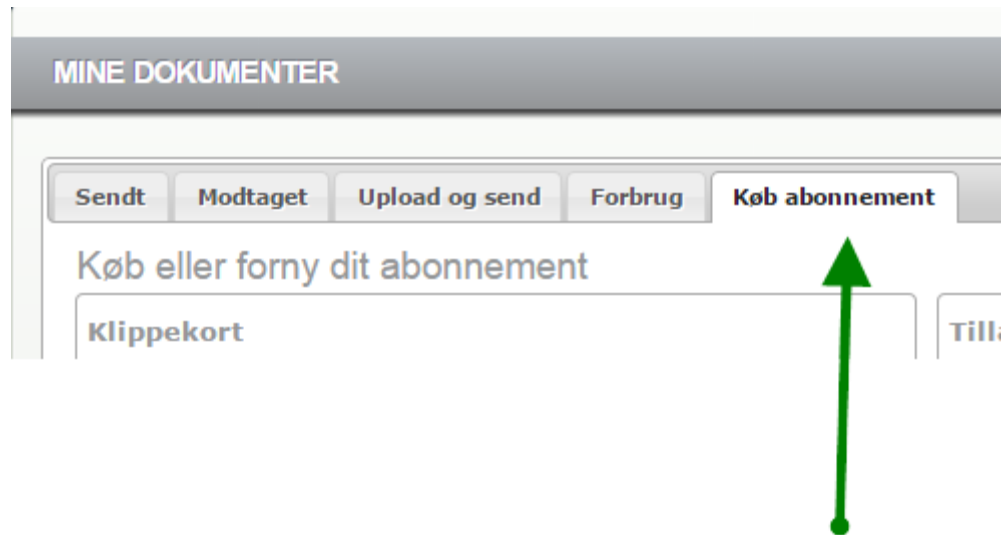 MINE DOKUMENTER
Sendt Modtaget Upload og send Forbrug Køb abonnement
Køb eller forny dit abonnement
Klippekort